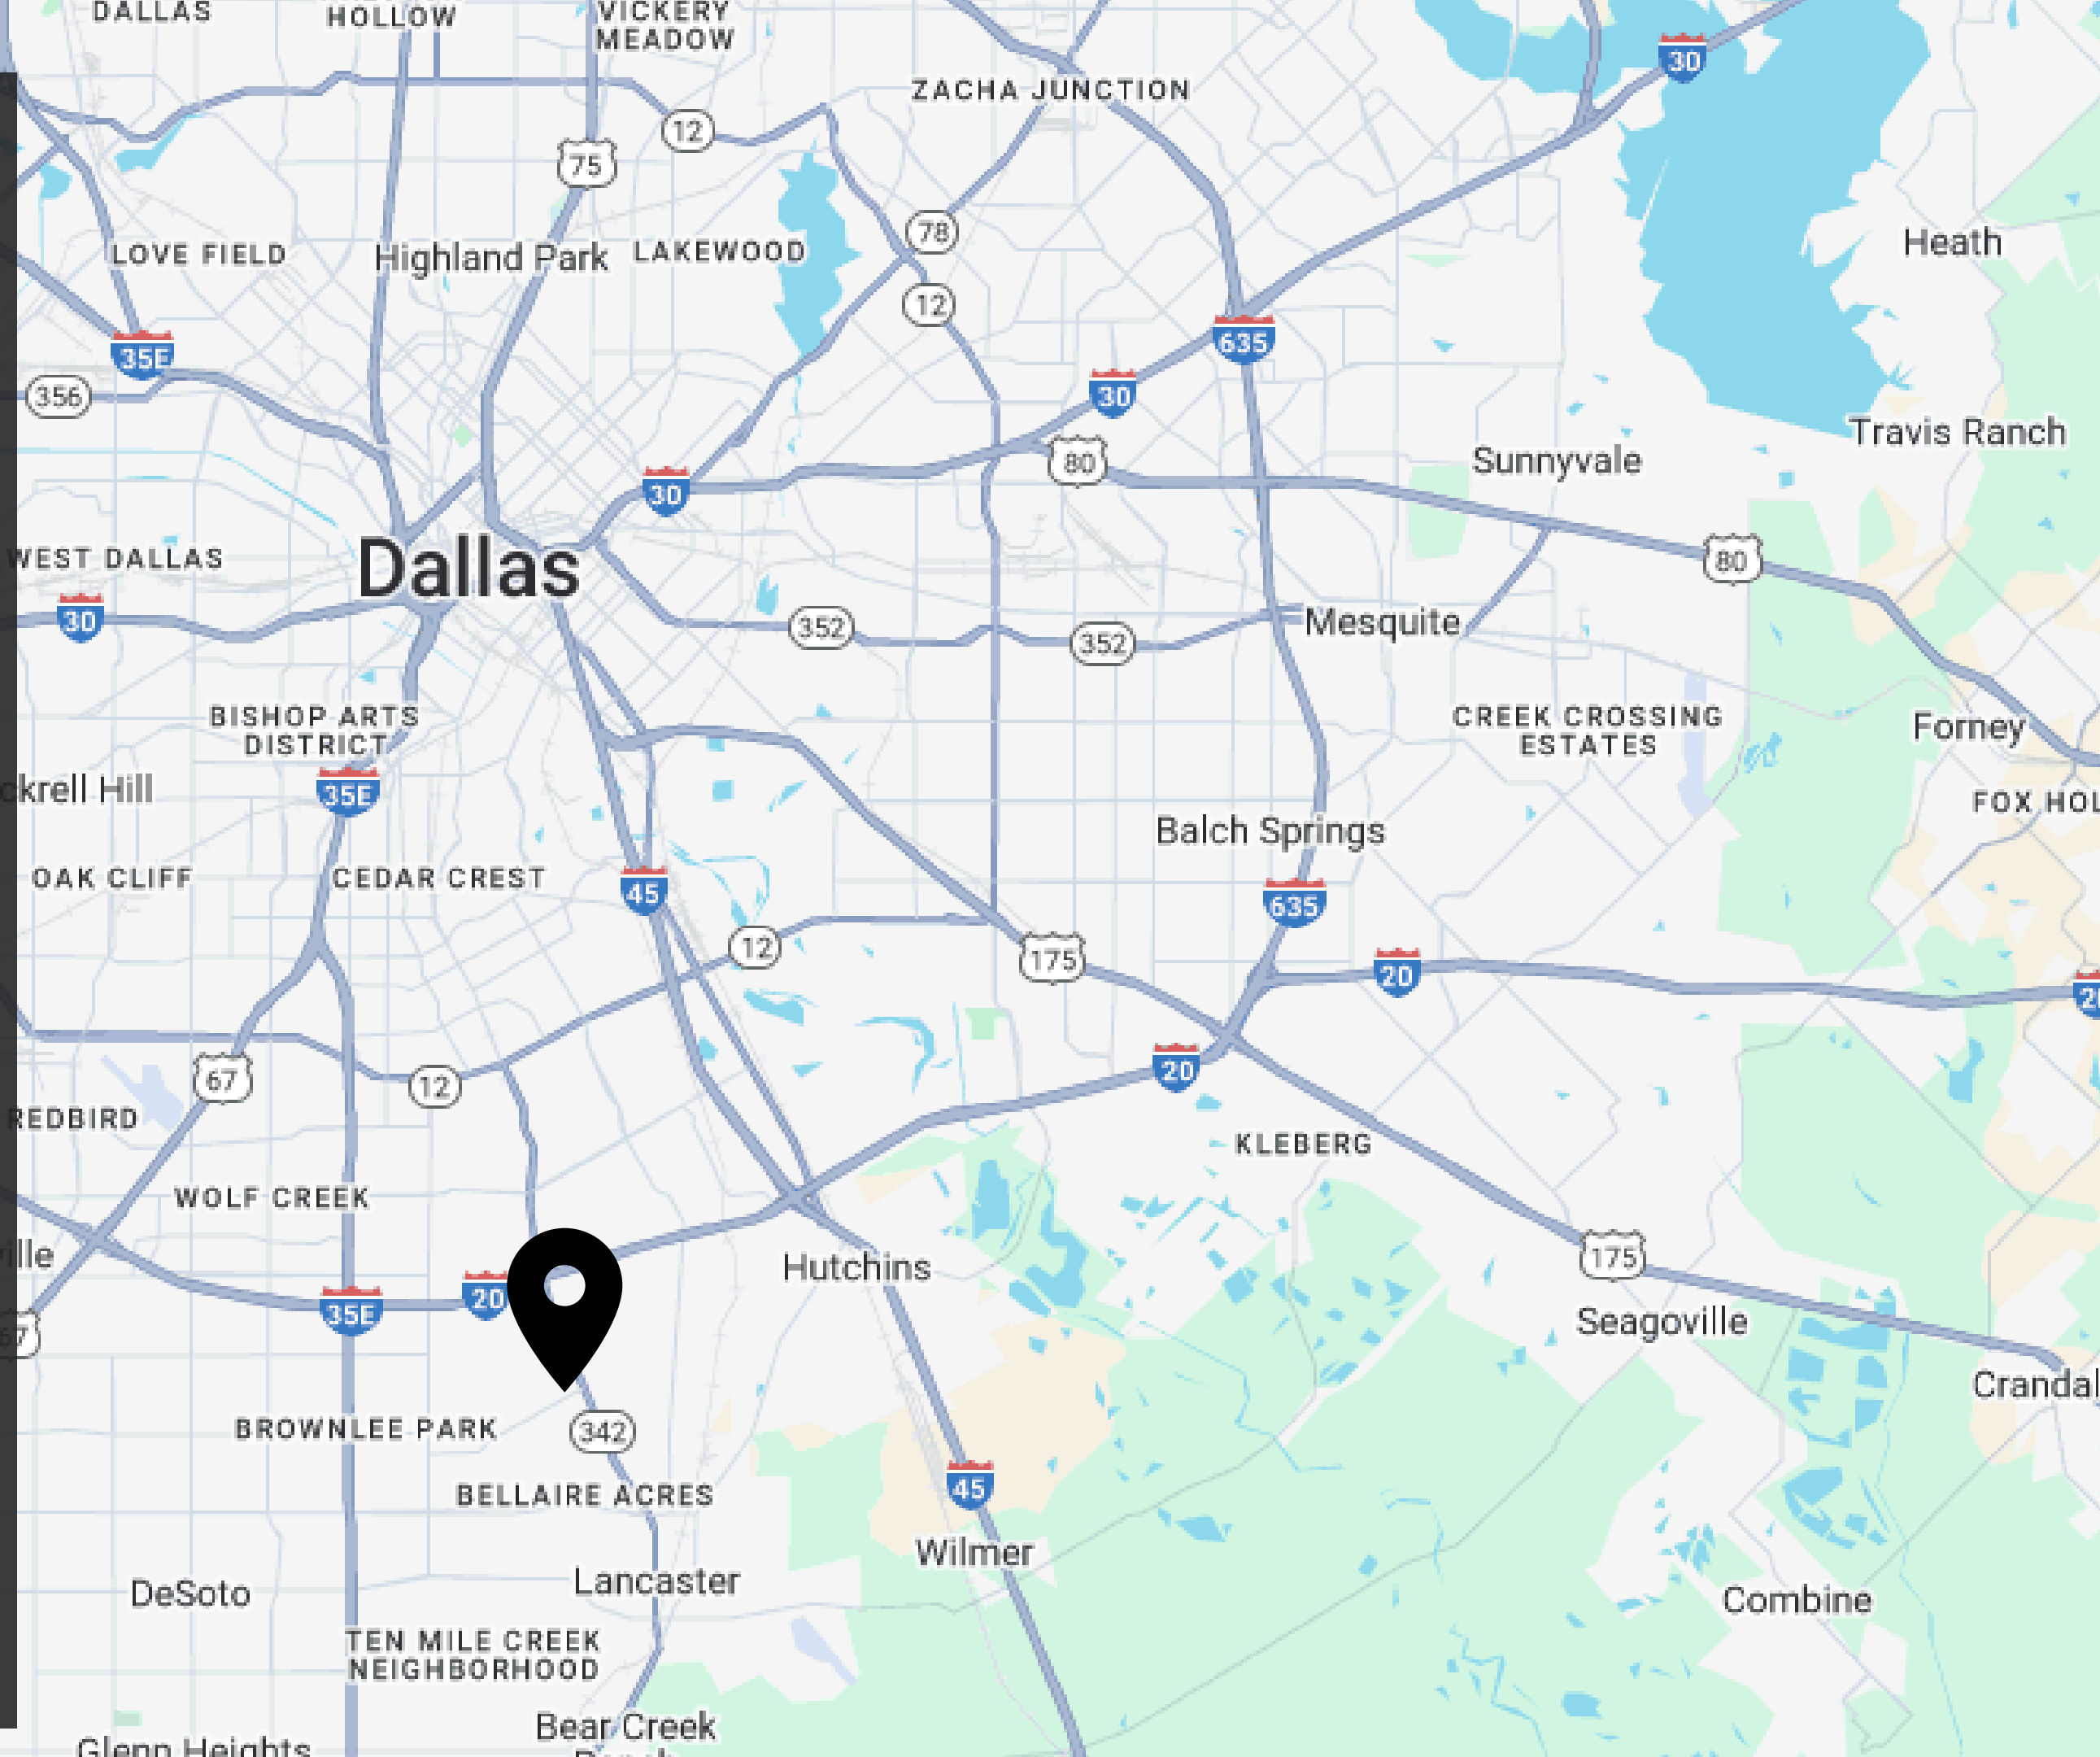 DALLAS
HOLLOW
VICKERY
MEADOW
30
ZACHA JUNCTION
12
75
78
Heath
LOVE FIELD
Highland Park
LAKEWOOD
12
635
35E
30
356
Travis Ranch
80
Sunnyvale
30
WEST DALLAS
Dallas
80
30
352
352
Mesquite
BISHOP ARTS
DISTRICT
CREEK CROSSING
ESTATES
Forney
ckrell Hill
35E
FOX HOL
Balch Springs
OAK CLIFF
CEDAR CREST
45
635
12
175
20
20
67
12
20
REDBIRD
KLEBERG
WOLF CREEK
ville
Hutchins
175
20
35E
67
Seagoville
Crandal
BROWNLEE PARK
342
BELLAIRE ACRES
45
Wilmer
DeSoto
Lancaster
Combine
TEN MILE CREEK
NEIGHBORHOOD
Bear Creek
Glenn Heights